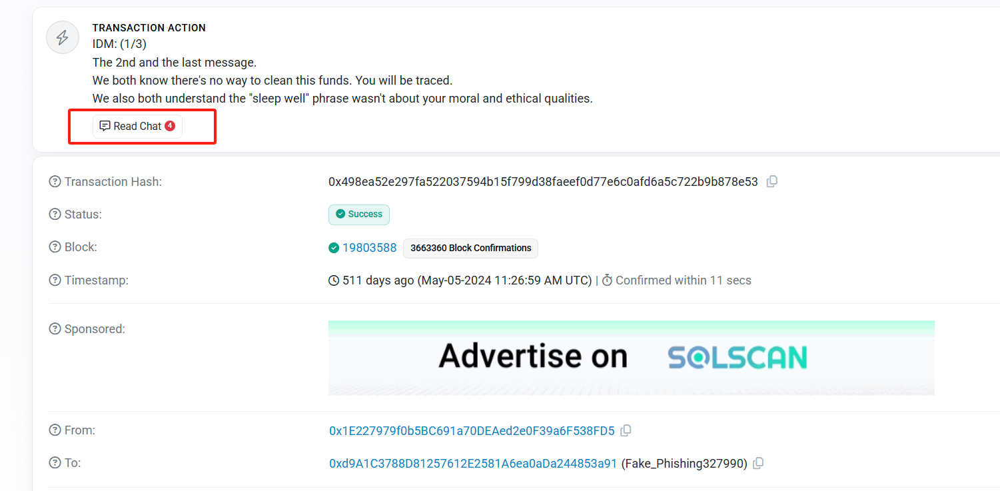 TRANSACTION ACTION
IDM: (1/3)
The 2nd and the last message.
We both know there's no way to clean this funds. You will be traced.
We also both understand the "sleep well" phrase wasn't about your moral and ethical qualities.
Read Chat 4
Transaction Hash: 0x498ea52e297fa522037594b15f799d38faeef0d77e6c0afd6a5c722b9b878e53
Status: Success
Block: 19803588 3663360 Block Confirmations
Timestamp: 511 days ago (May-05-2024 11:26:59 AM UTC) | Confirmed within 11 secs
Sponsored:
Advertise on SOLSCAN
From: 0x1E227979f0b5BC691a70DEAed2e0F39a6F538FD5
To: 0xd9A1C3788D81257612E2581A6ea0aDa244853a91 (Fake_Phishing327990)